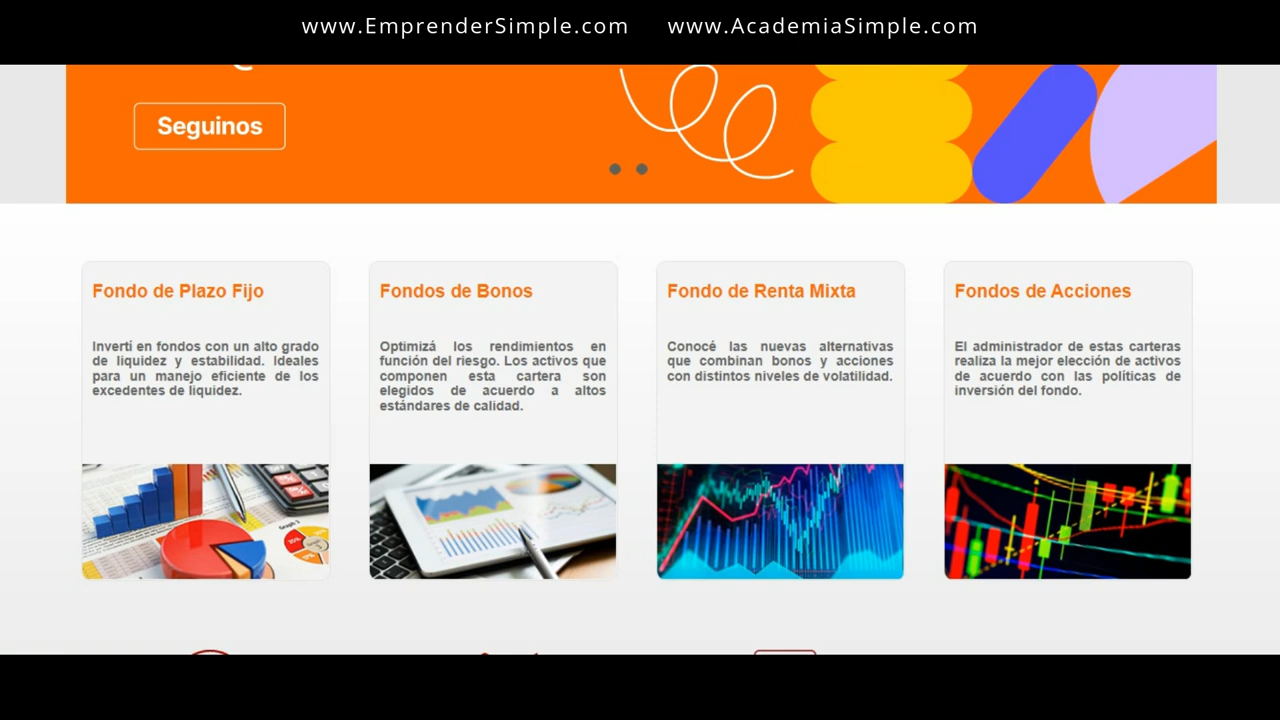 www.EmprenderSimple.com www.AcademiaSimple.com
Seguinos
Fondo de Plazo Fijo
Invertí en fondos con un alto grado
de liquidez y estabilidad. Ideales
para un manejo eficiente de los
excedentes de liquidez.
Fondos de Bonos
Optimizá los rendimientos en
función del riesgo. Los activos que
componen esta cartera son
elegidos de acuerdo a altos
estándares de calidad.
Fondo de Renta Mixta
Conocé las nuevas alternativas
que combinan bonos y acciones
con distintos niveles de volatilidad.
Fondos de Acciones
El administrador de estas carteras
realiza la mejor elección de activos
de acuerdo con las políticas de
inversión del fondo.